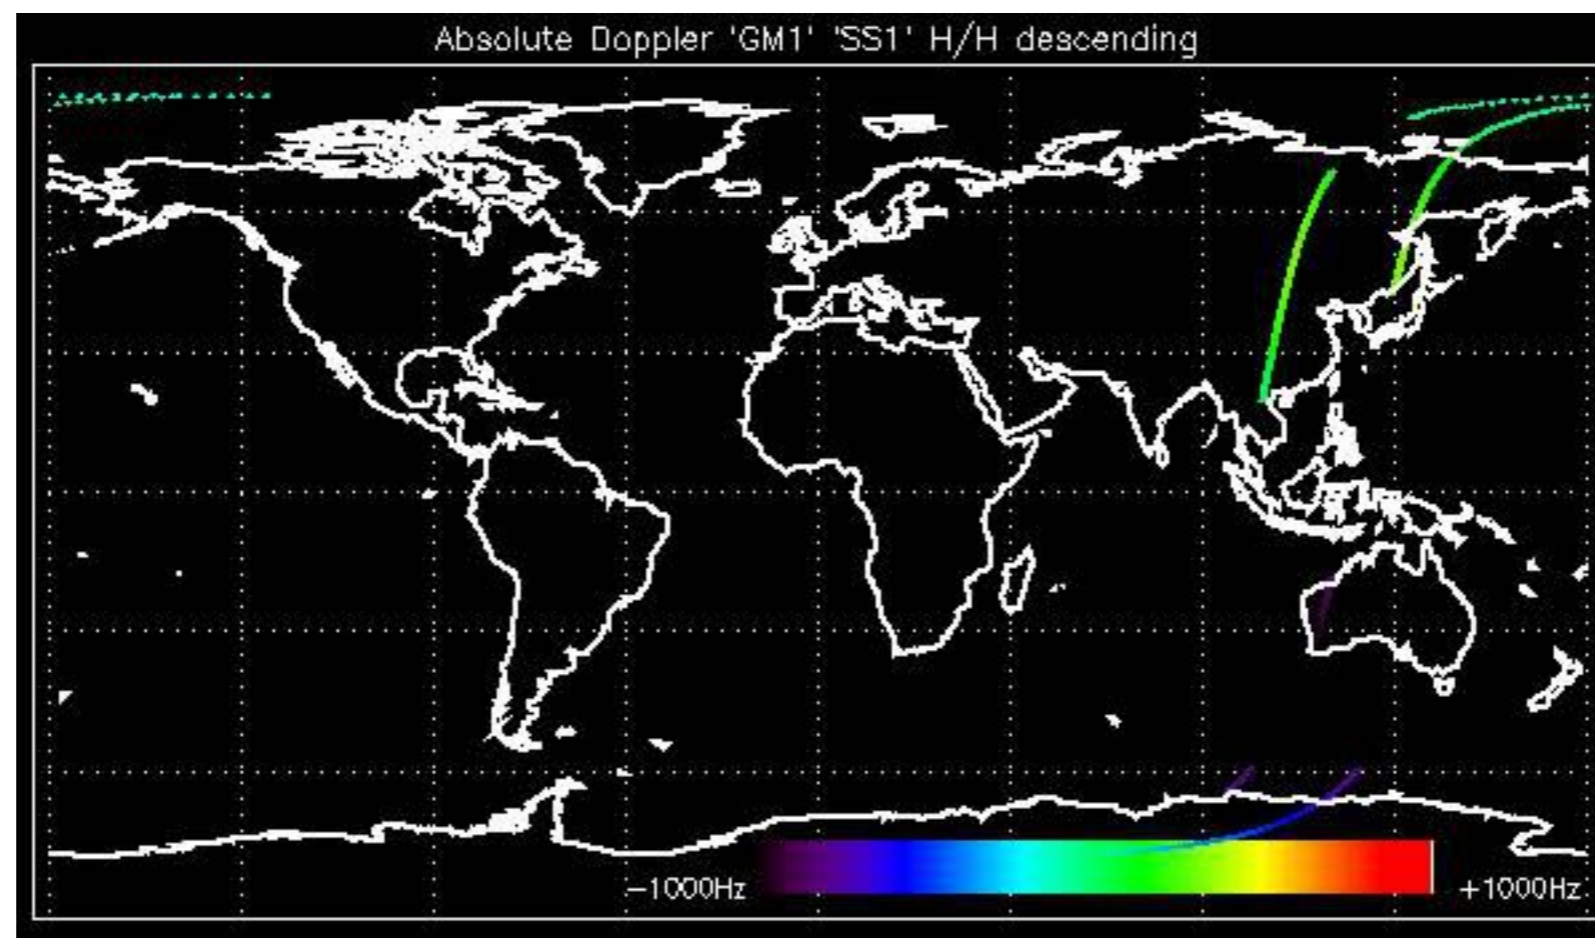 Absolute Doppler 'GM1' 'SS1' H/H descending
−1000Hz
+1000Hz